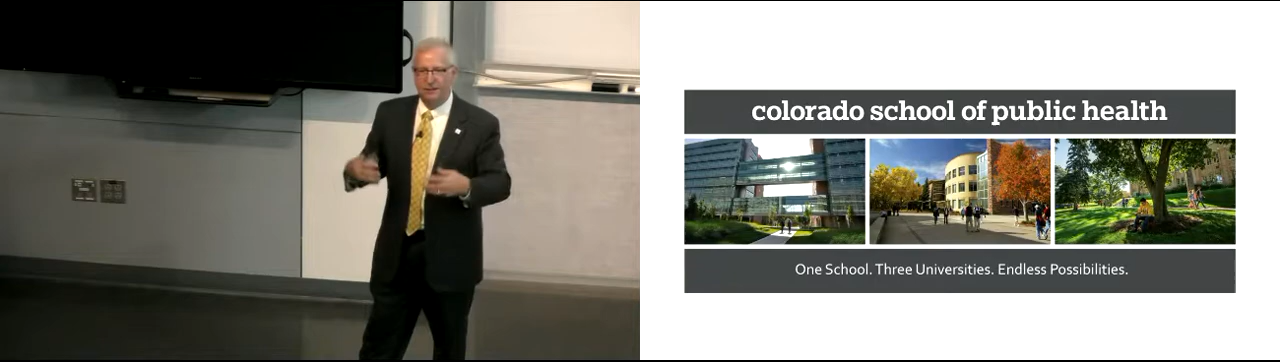 colorado school of public health
One School. Three Universities. Endless Possibilities.